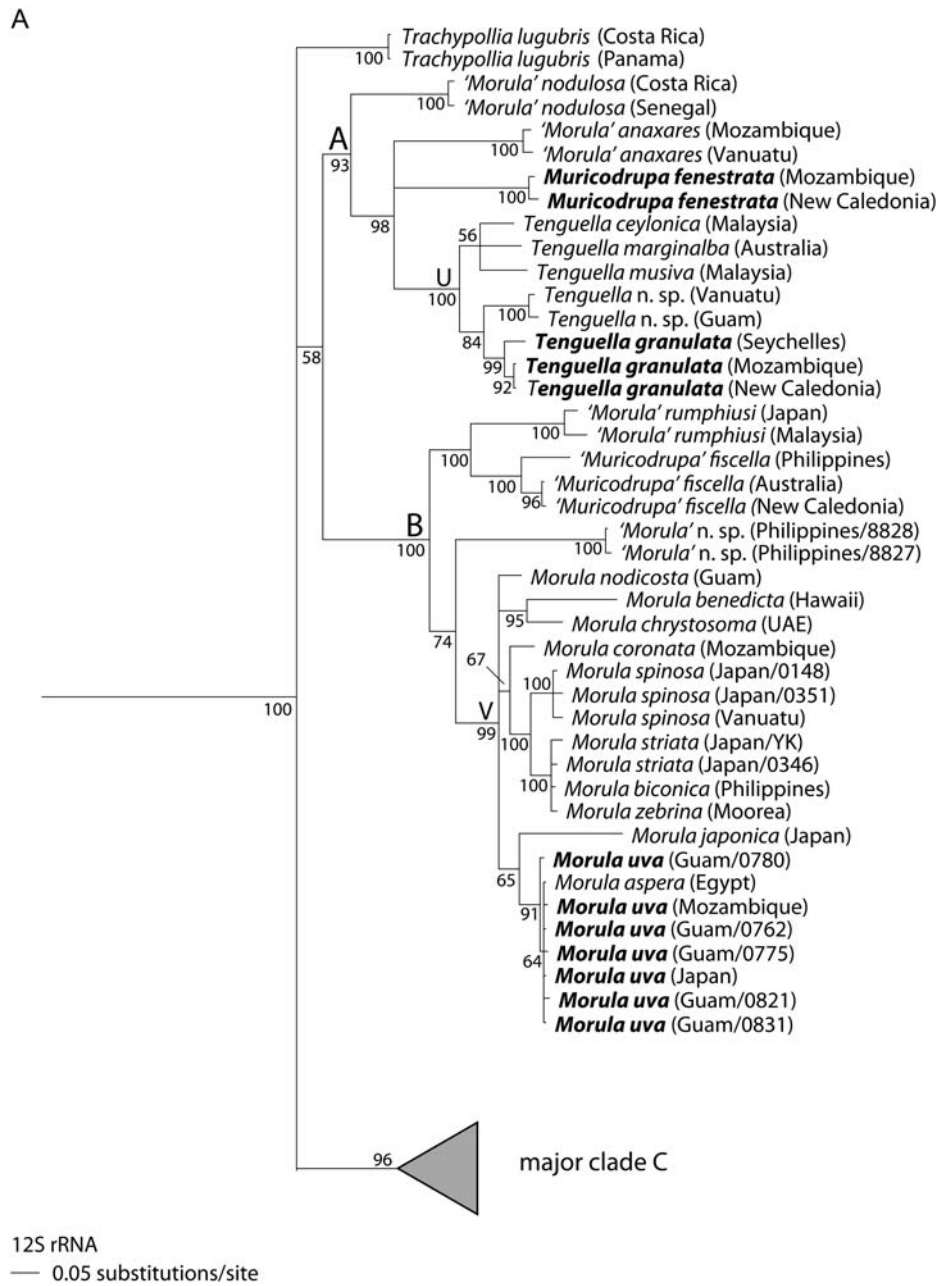 A
Trachypollia lugubris (Costa Rica)
100
Trachypollia lugubris (Panama)
'Morula' nodulosa (Costa Rica)
100
'Morula' nodulosa (Senegal)
A
'Morula' anaxares (Mozambique)
100
93
'Morula' anaxares (Vanuatu)
Muricodrupa fenestrata (Mozambique)
100
Muricodrupa fenestrata (New Caledonia)
98
Tenguella ceylonica (Malaysia)
56
Tenguella marginalba (Australia)
U
Tenguella musiva (Malaysia)
100
Tenguella n. sp. (Vanuatu)
100
Tenguella n. sp. (Guam)
84
Tenguella granulata (Seychelles)
58
99
Tenguella granulata (Mozambique)
92
Tenguella granulata (New Caledonia)
'Morula' rumphiusi (Japan)
100
'Morula' rumphiusi (Malaysia)
100
'Muricodrupa' fiscella (Philippines)
100
'Muricodrupa' fiscella (Australia)
96
'Muricodrupa' fiscella (New Caledonia)
B
'Morula' n. sp. (Philippines/8828)
100
100
'Morula' n. sp. (Philippines/8827)
Morula nodicosta (Guam)
Morula benedicta (Hawaii)
95
Morula chrystosoma (UAE)
74
Morula coronata (Mozambique)
67
Morula spinosa (Japan/0148)
100
Morula spinosa (Japan/0351)
100
V
Morula spinosa (Vanuatu)
99
100
Morula striata (Japan/YK)
Morula striata (Japan/0346)
100
Morula biconica (Philippines)
Morula zebrina (Moorea)
Morula japonica (Japan)
Morula uva (Guam/0780)
65
Morula aspera (Egypt)
91
Morula uva (Mozambique)
Morula uva (Guam/0762)
Morula uva (Guam/0775)
64
Morula uva (Japan)
Morula uva (Guam/0821)
Morula uva (Guam/0831)
96
major clade C
12S rRNA
0.05 substitutions/site